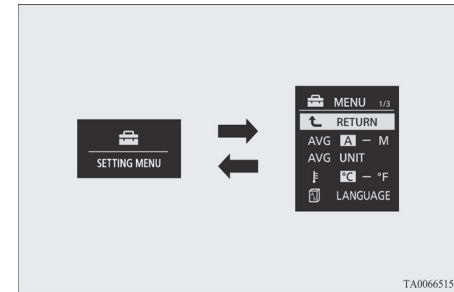 SETTING MENU
MENU 1/3
RETURN
AVG A – M
AVG UNIT
°C – °F
LANGUAGE
TA0066515